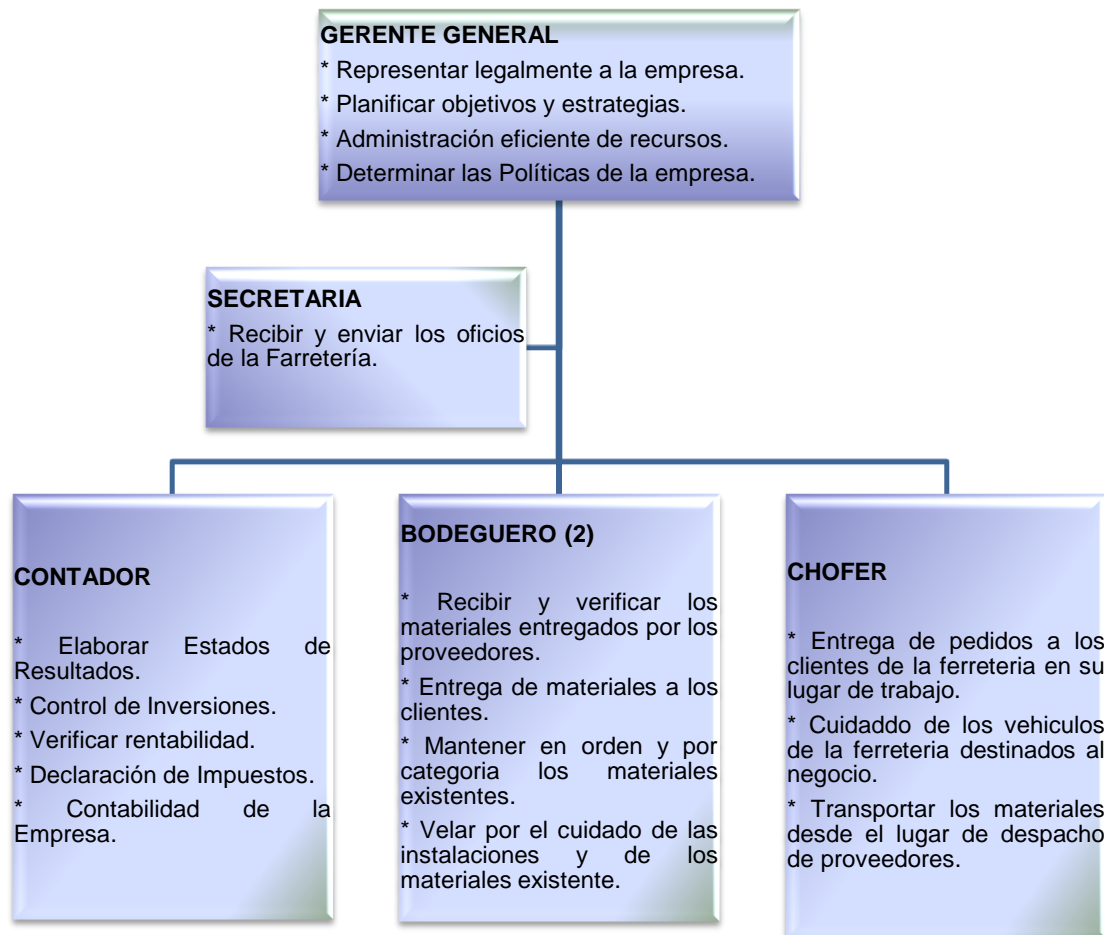 GERENTE GENERAL
* Representar legalmente a la empresa.
* Planificar objetivos y estrategias.
* Administración eficiente de recursos.
* Determinar las Políticas de la empresa.
SECRETARIA
* Recibir y enviar los oficios
de la Farretería.
CONTADOR
* Elaborar Estados de
Resultados.
* Control de Inversiones.
* Verificar rentabilidad.
* Declaración de Impuestos.
* Contabilidad de la
Empresa.
BODEGUERO (2)
* Recibir y verificar los
materiales entregados por los
proveedores.
* Entrega de materiales a los
clientes.
* Mantener en orden y por
categoria los materiales
existentes.
* Velar por el cuidado de las
instalaciones y de los
materiales existente.
CHOFER
* Entrega de pedidos a los
clientes de la ferreteria en su
lugar de trabajo.
* Cuidaddo de los vehiculos
de la ferreteria destinados al
negocio.
* Transportar los materiales
desde el lugar de despacho
de proveedores.